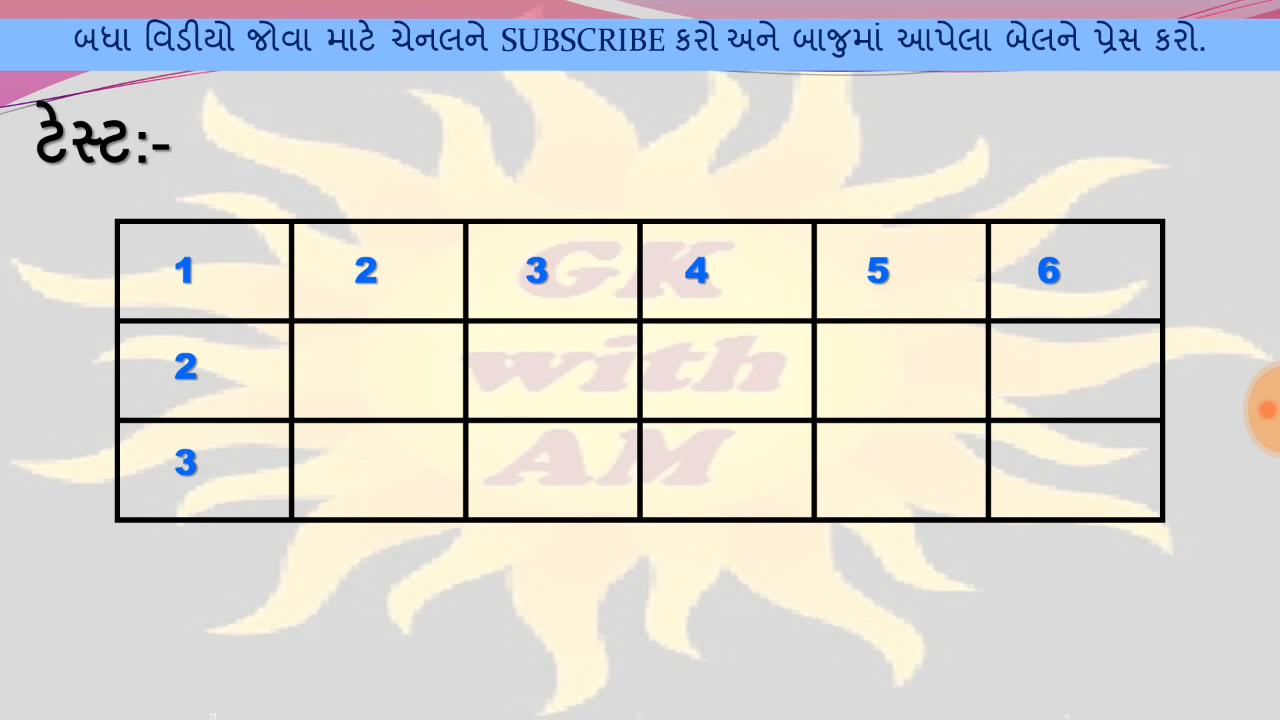 બધા વિડીયો જોવા માટે ચેનલને SUBSCRIBE કરો અને બાજુમાં આપેલા બેલને પ્રેસ કરો.
ટેસ્ટ:-
1 2 3 4 5 6
2
3
GK
with
AM